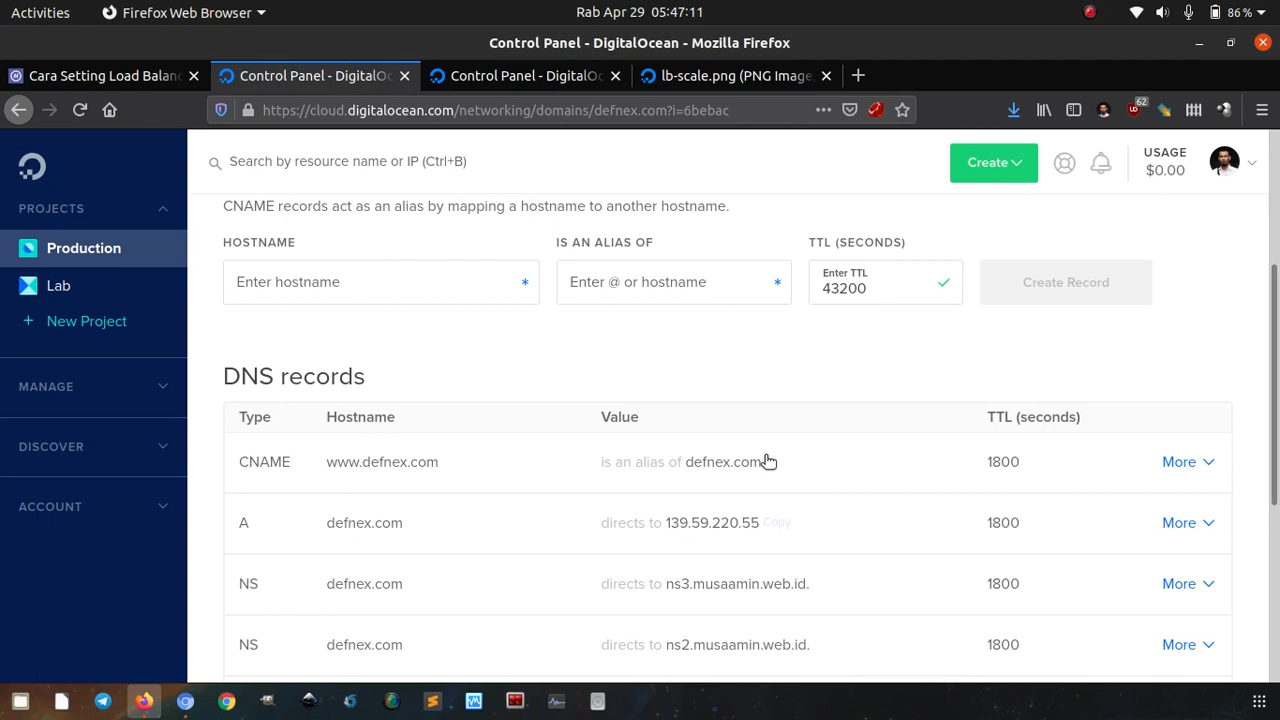 Activities Firefox Web Browser Rab Apr 29 05:47:11 86 %
Control Panel - DigitalOcean - Mozilla Firefox
Cara Setting Load Balanc Control Panel - DigitalOc Control Panel - DigitalOc lb-scale.png (PNG Image,
https://cloud.digitalocean.com/networking/domains/defnex.com?i=6bebac 62
Search by resource name or IP (Ctrl+B) Create USAGE
$0.00
PROJECTS
Production
Lab
+ New Project
MANAGE
DISCOVER
ACCOUNT
CNAME records act as an alias by mapping a hostname to another hostname.
HOSTNAME IS AN ALIAS OF TTL (SECONDS)
Enter hostname * Enter @ or hostname * Enter TTL
43200 Create Record
DNS records
Type Hostname Value TTL (seconds)
CNAME www.defnex.com is an alias of defnex.com. 1800 More
A defnex.com directs to 139.59.220.55 Copy 1800 More
NS defnex.com directs to ns3.musaamin.web.id. 1800 More
NS defnex.com directs to ns2.musaamin.web.id. 1800 More